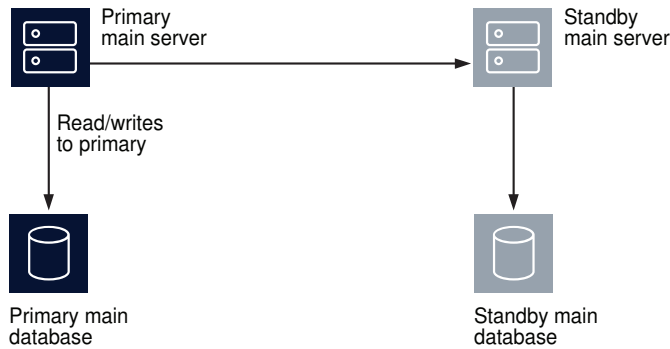 Primary
main server
Standby
main server
Read/writes
to primary
Primary main
database
Standby main
database